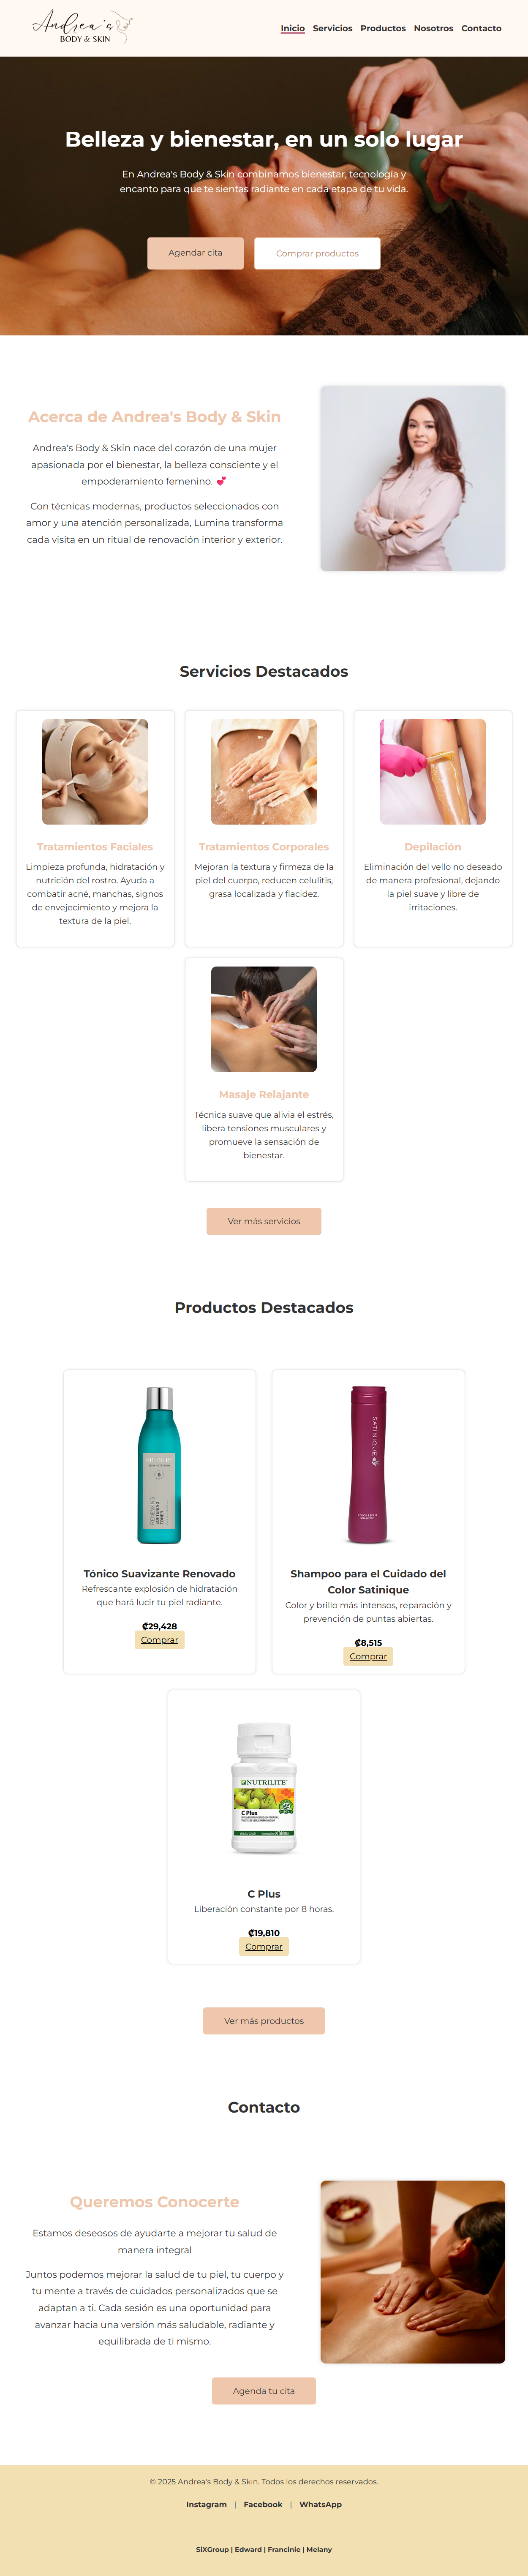 Andrea's
BODY & SKIN
Inicio Servicios Productos Nosotros Contacto
Belleza y bienestar, en un solo lugar
En Andrea's Body & Skin combinamos bienestar, tecnología y
encanto para que te sientas radiante en cada etapa de tu vida.
Agendar cita
Comprar productos
Acerca de Andrea's Body & Skin
Andrea's Body & Skin nace del corazón de una mujer
apasionada por el bienestar, la belleza consciente y el
empoderamiento femenino. 💕
Con técnicas modernas, productos seleccionados con
amor y una atención personalizada, Lumina transforma
cada visita en un ritual de renovación interior y exterior.
Servicios Destacados
Tratamientos Faciales
Limpieza profunda, hidratación y
nutrición del rostro. Ayuda a
combatir acné, manchas, signos
de envejecimiento y mejora la
textura de la piel.
Tratamientos Corporales
Mejoran la textura y firmeza de la
piel del cuerpo, reducen celulitis,
grasa localizada y flacidez.
Depilación
Eliminación del vello no deseado
de manera profesional, dejando
la piel suave y libre de
irritaciones.
Masaje Relajante
Técnica suave que alivia el estrés,
libera tensiones musculares y
promueve la sensación de
bienestar.
Ver más servicios
Productos Destacados
ARTISTRY
RENEWING
SOFTENING
TONER
Tónico Suavizante Renovado
Refrescante explosión de hidratación
que hará lucir tu piel radiante.
₡29,428
Comprar
SATINIQUE
Shampoo para el Cuidado del
Color Satinique
Color y brillo más intensos, reparación y
prevención de puntas abiertas.
₡8,515
Comprar
NUTRILITE
C Plus
C Plus
Liberación constante por 8 horas.
₡19,810
Comprar
Ver más productos
Contacto
Queremos Conocerte
Estamos deseosos de ayudarte a mejorar tu salud de
manera integral
Juntos podemos mejorar la salud de tu piel, tu cuerpo y
tu mente a través de cuidados personalizados que se
adaptan a ti. Cada sesión es una oportunidad para
avanzar hacia una versión más saludable, radiante y
equilibrada de ti mismo.
Agenda tu cita
© 2025 Andrea's Body & Skin. Todos los derechos reservados.
Instagram | Facebook | WhatsApp
SiXGroup | Edward | Francinie | Melany